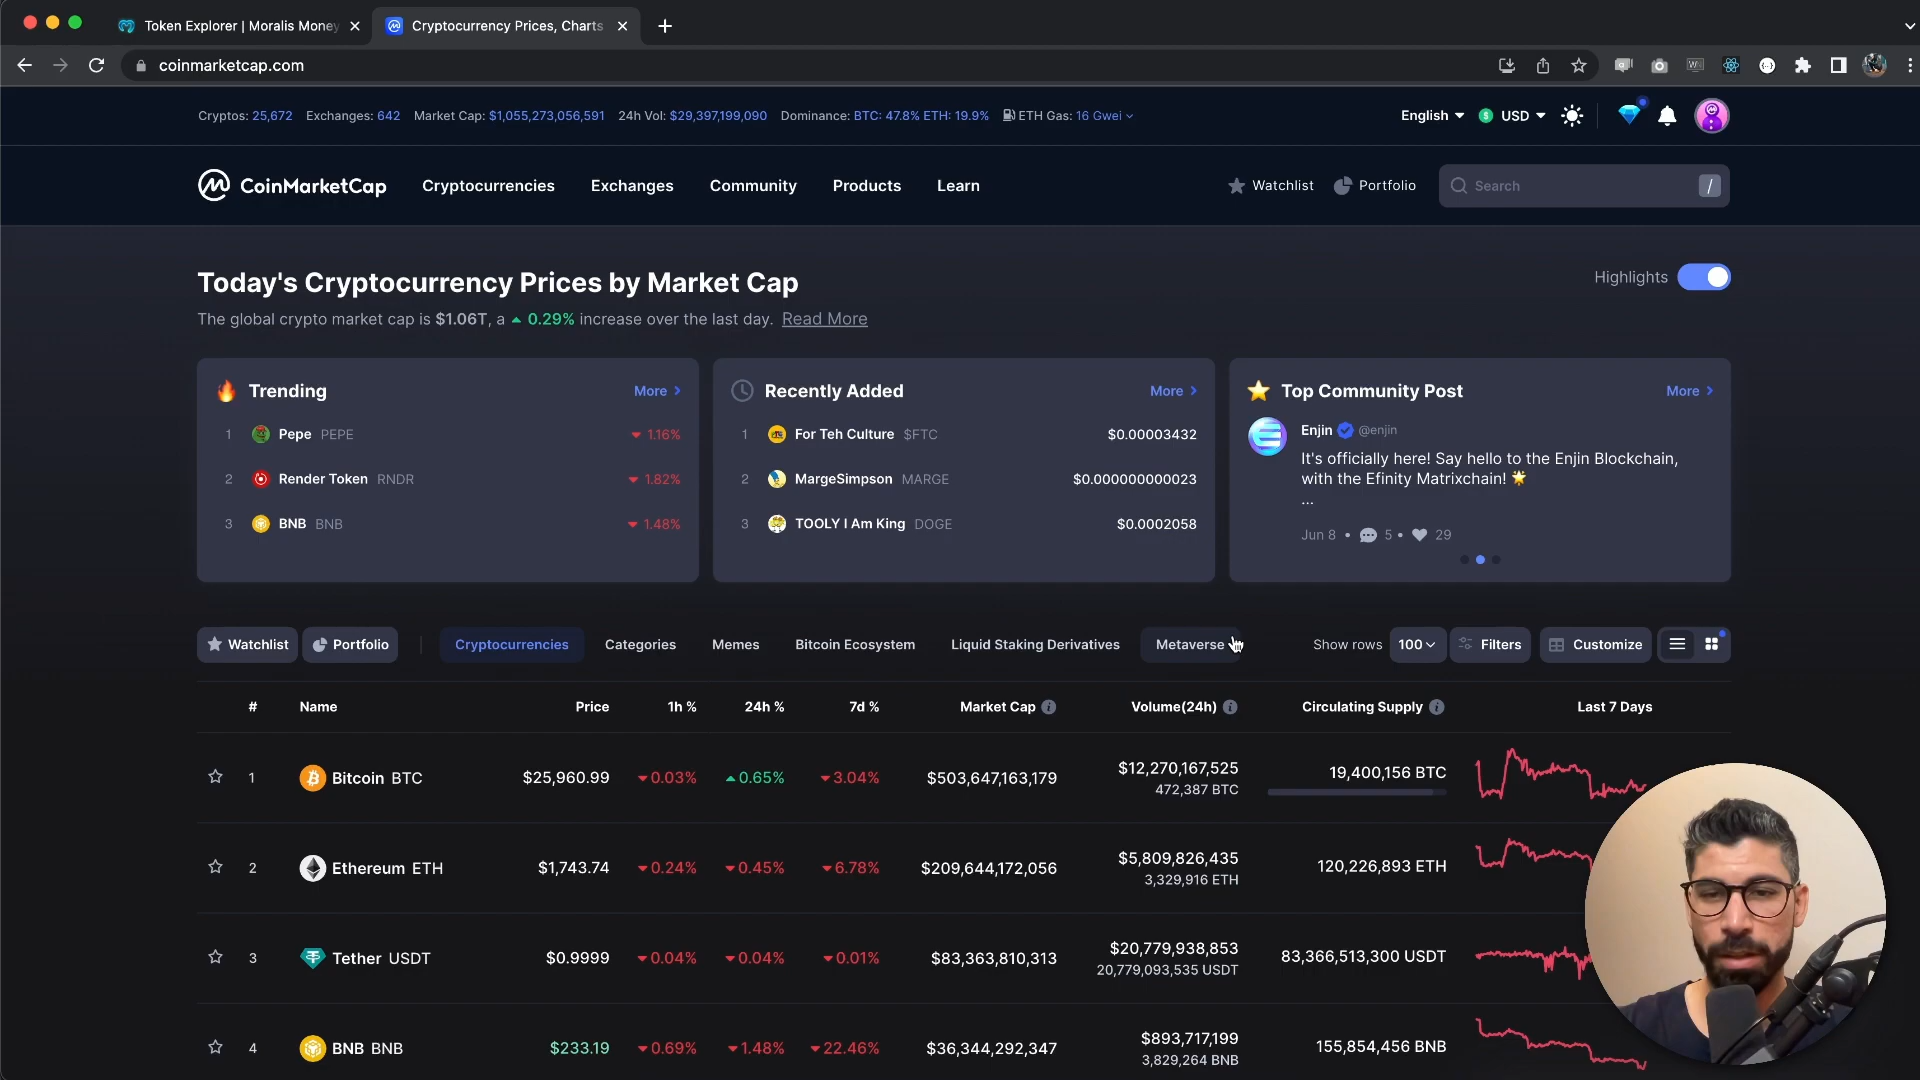 Token Explorer | Moralis Money
Cryptocurrency Prices, Charts
coinmarketcap.com
Cryptos: 25,672 Exchanges: 642 Market Cap: $1,055,273,056,591 24h Vol: $29,397,199,090 Dominance: BTC: 47.8% ETH: 19.9% ETH Gas: 16 Gwei
English USD
CoinMarketCap Cryptocurrencies Exchanges Community Products Learn Watchlist Portfolio Search /
Today's Cryptocurrency Prices by Market Cap
Highlights
The global crypto market cap is $1.06T, a 0.29% increase over the last day. Read More
Trending More
1 Pepe PEPE 1.16%
2 Render Token RNDR 1.82%
3 BNB BNB 1.48%
Recently Added More
1 For Teh Culture $FTC $0.00003432
2 MargeSimpson MARGE $0.000000000023
3 TOOLY I Am King DOGE $0.0002058
Top Community Post More
Enjin @enjin
It's officially here! Say hello to the Enjin Blockchain,
with the Efinity Matrixchain!
...
Jun 8 • 5 • 29
Watchlist Portfolio Cryptocurrencies Categories Memes Bitcoin Ecosystem Liquid Staking Derivatives Metaverse Show rows 100 Filters Customize
# Name Price 1h % 24h % 7d % Market Cap Volume(24h) Circulating Supply Last 7 Days
1 Bitcoin BTC $25,960.99 0.03% 0.65% 3.04% $503,647,163,179 $12,270,167,525 19,400,156 BTC
472,387 BTC
2 Ethereum ETH $1,743.74 0.24% 0.45% 6.78% $209,644,172,056 $5,809,826,435 120,226,893 ETH
3,329,916 ETH
3 Tether USDT $0.9999 0.04% 0.04% 0.01% $83,363,810,313 $20,779,938,853 83,366,513,300 USDT
20,779,093,535 USDT
4 BNB BNB $233.19 0.69% 1.48% 22.46% $36,344,292,347 $893,717,199 155,854,456 BNB
3,829,264 BNB